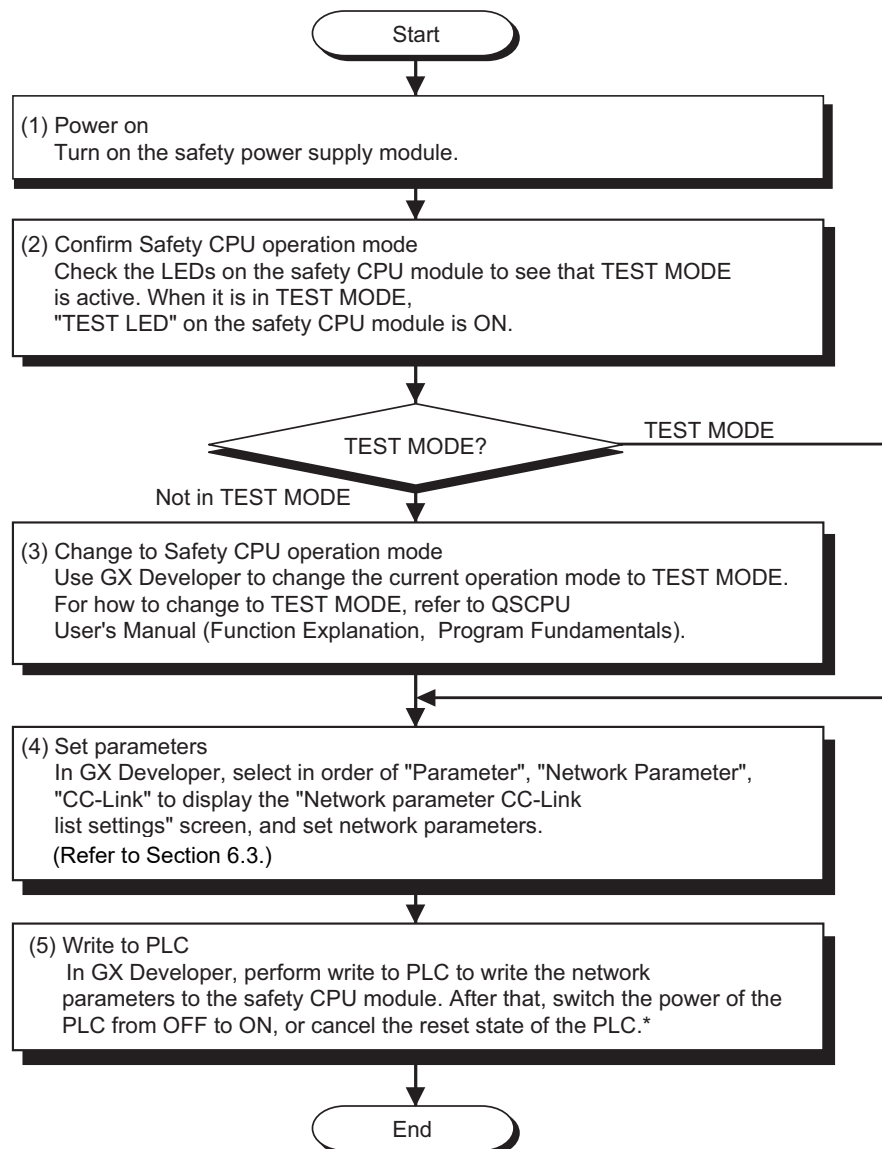 Start
(1) Power on
Turn on the safety power supply module.
(2) Confirm Safety CPU operation mode
Check the LEDs on the safety CPU module to see that TEST MODE
is active. When it is in TEST MODE,
"TEST LED" on the safety CPU module is ON.
TEST MODE?
TEST MODE
Not in TEST MODE
(3) Change to Safety CPU operation mode
Use GX Developer to change the current operation mode to TEST MODE.
For how to change to TEST MODE, refer to QSCPU
User's Manual (Function Explanation, Program Fundamentals).
(4) Set parameters
In GX Developer, select in order of "Parameter", "Network Parameter",
"CC-Link" to display the "Network parameter CC-Link
list settings" screen, and set network parameters.
(Refer to Section 6.3.)
(5) Write to PLC
In GX Developer, perform write to PLC to write the network
parameters to the safety CPU module. After that, switch the power of the
PLC from OFF to ON, or cancel the reset state of the PLC.*
End